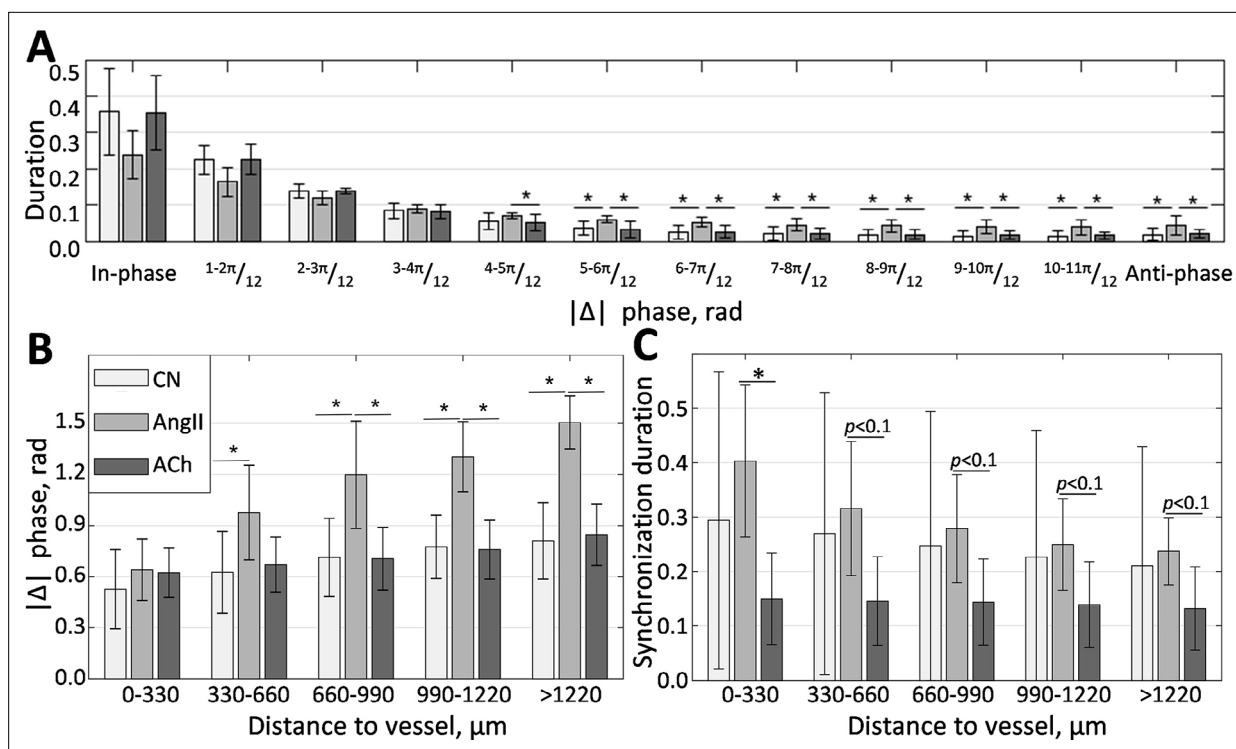 A
0.5
0.4
0.3
0.2
0.1
0.0
Duration
* * * * * * * * * * * * * * *
In-phase 1-2π/12 2-3π/12 3-4π/12 4-5π/12 5-6π/12 6-7π/12 7-8π/12 8-9π/12 9-10π/12 10-11π/12 Anti-phase
|Δ| phase, rad
B
CN
AngII
ACh
1.5
1.2
0.9
0.6
0.3
0.0
|Δ| phase, rad
* * * * * * *
0-330 330-660 660-990 990-1220 >1220
Distance to vessel, µm
C
0.5
0.4
0.3
0.2
0.1
0.0
Synchronization duration
*
p<0.1
p<0.1
p<0.1
p<0.1
0-330 330-660 660-990 990-1220 >1220
Distance to vessel, µm